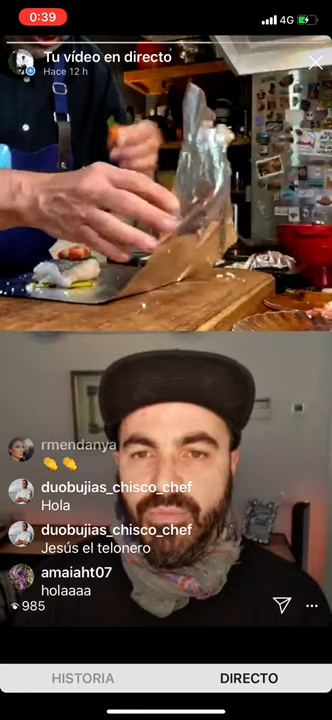 0:39
4G
Tu vídeo en directo
Hace 12 h
rmendanya
👏👏
duobujias_chisco_chef
Hola
duobujias_chisco_chef
Jesús el telonero
amaiaht07
holaaaa
985
HISTORIA
DIRECTO